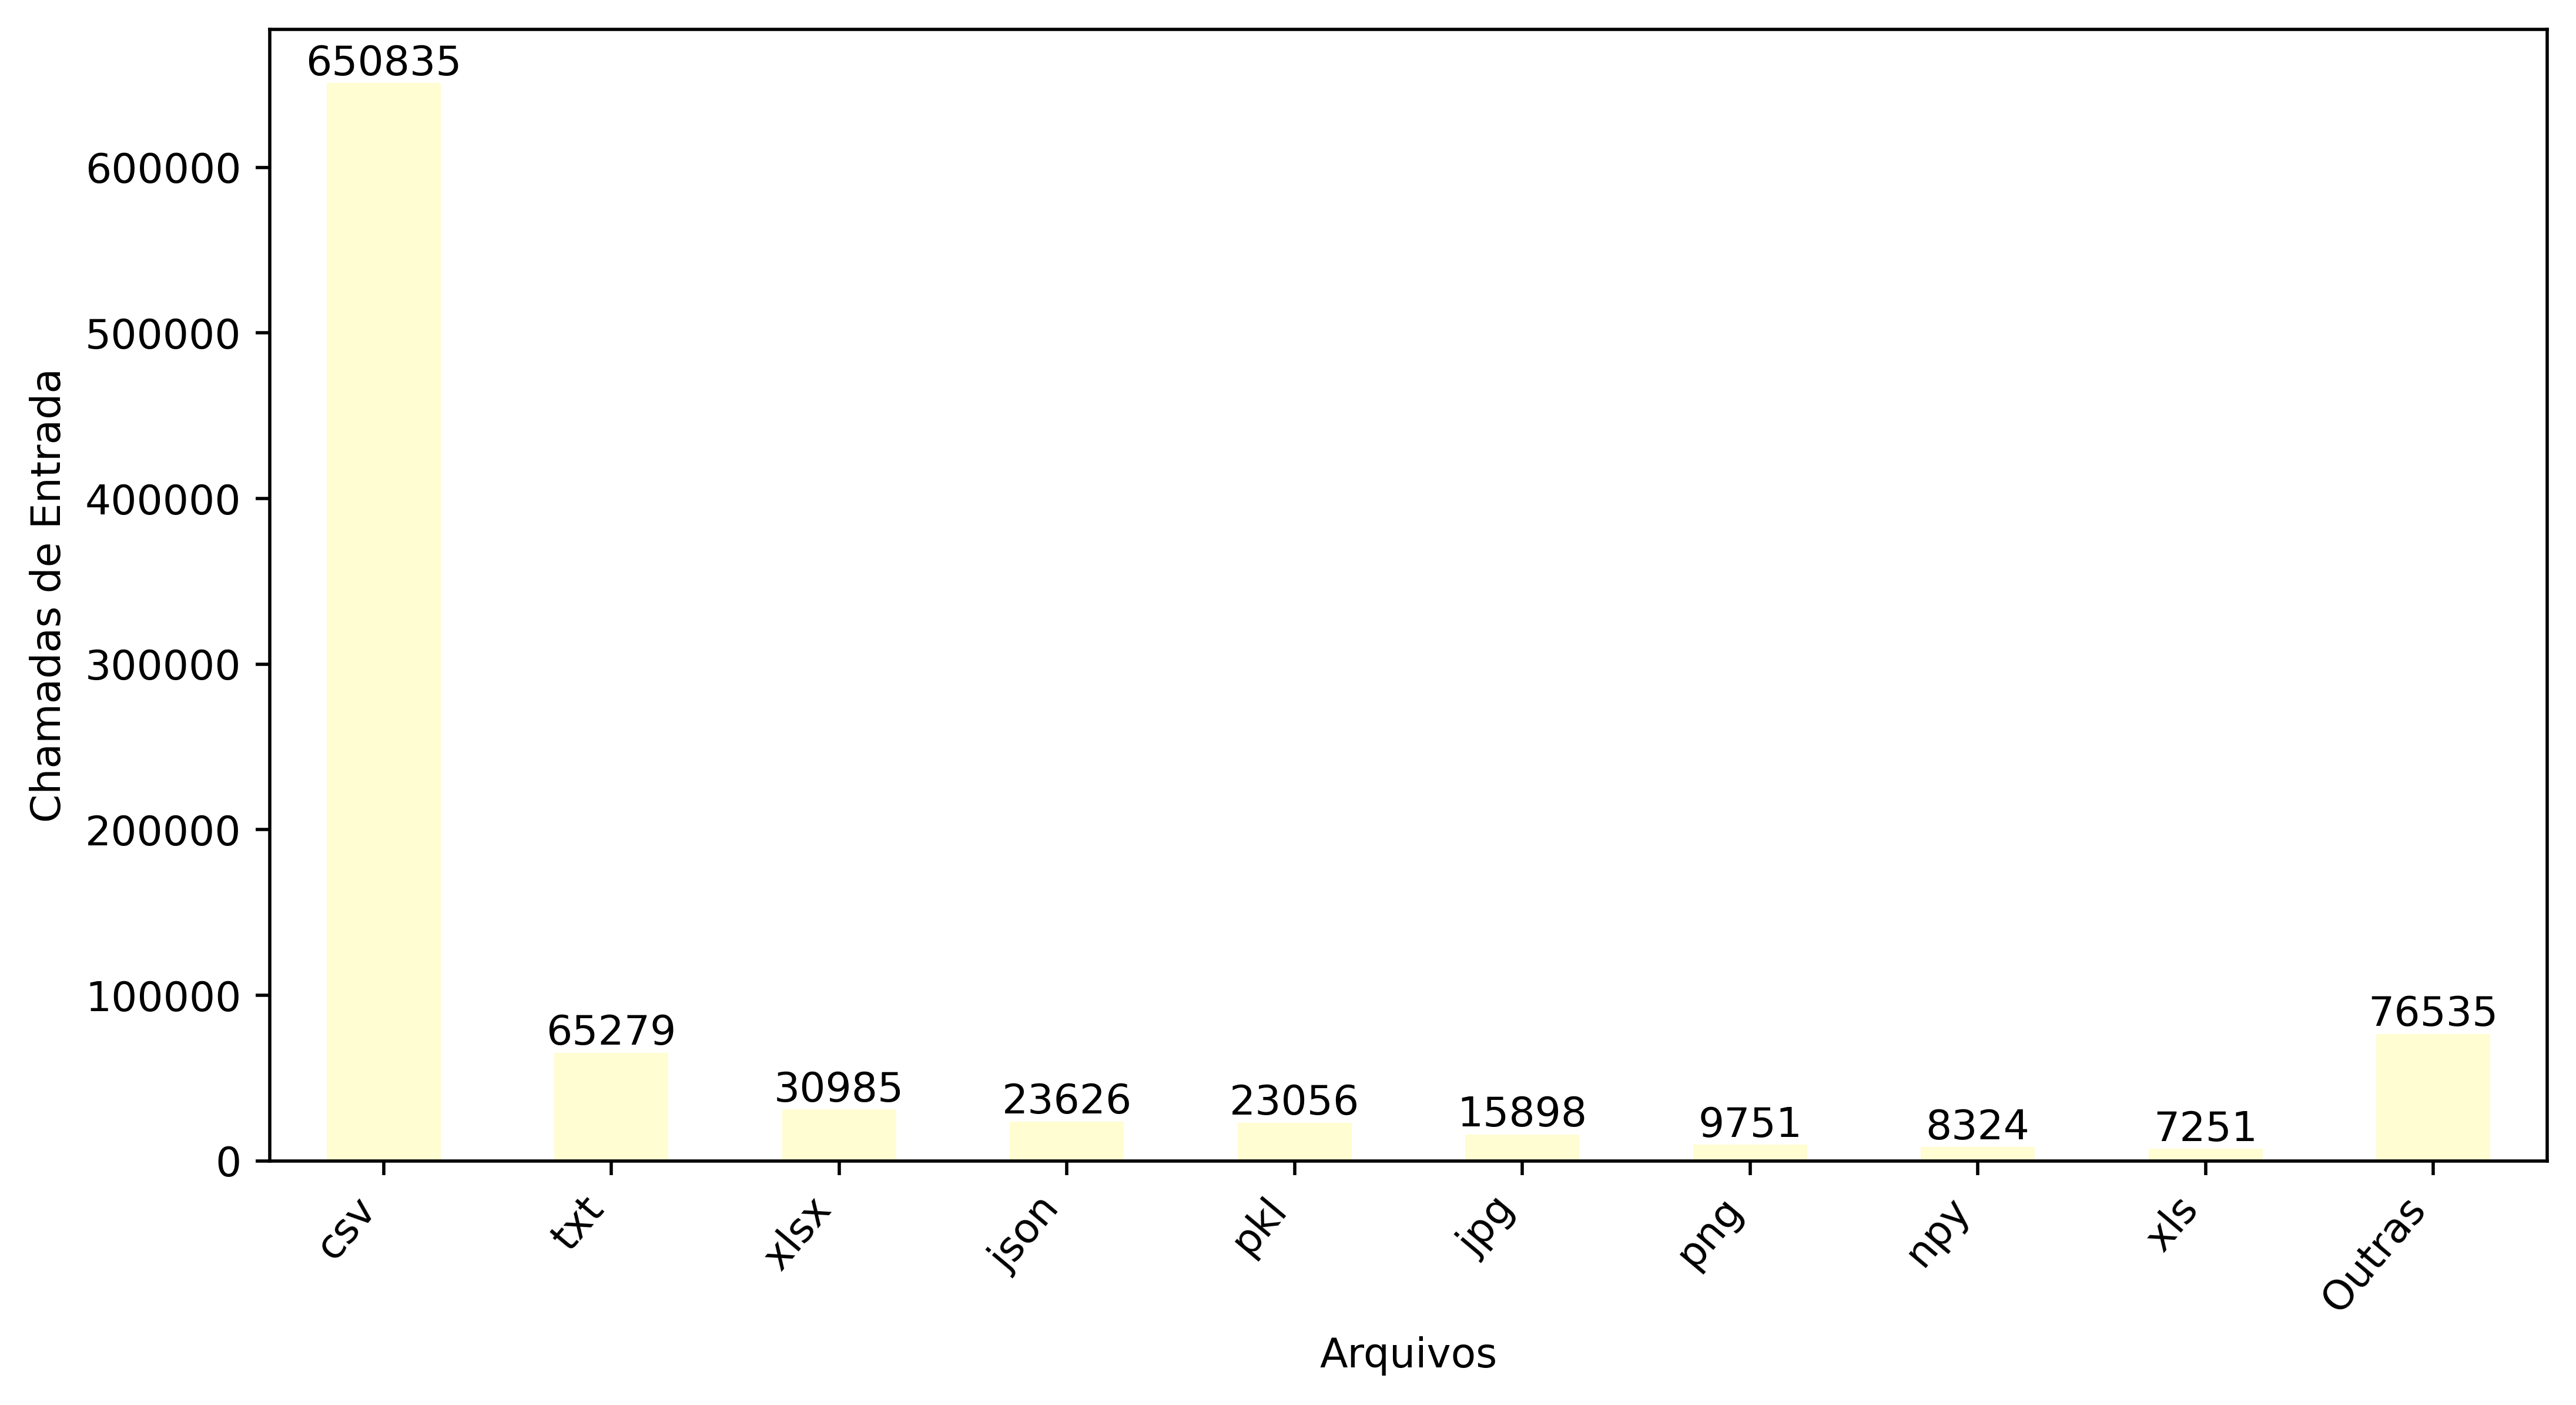 650835
600000
500000
400000
300000
200000
100000
0
Chamadas de Entrada
65279
30985
23626
23056
15898
9751
8324
7251
76535
csv
txt
xlsx
json
pkl
jpg
png
npy
xls
Outras
Arquivos